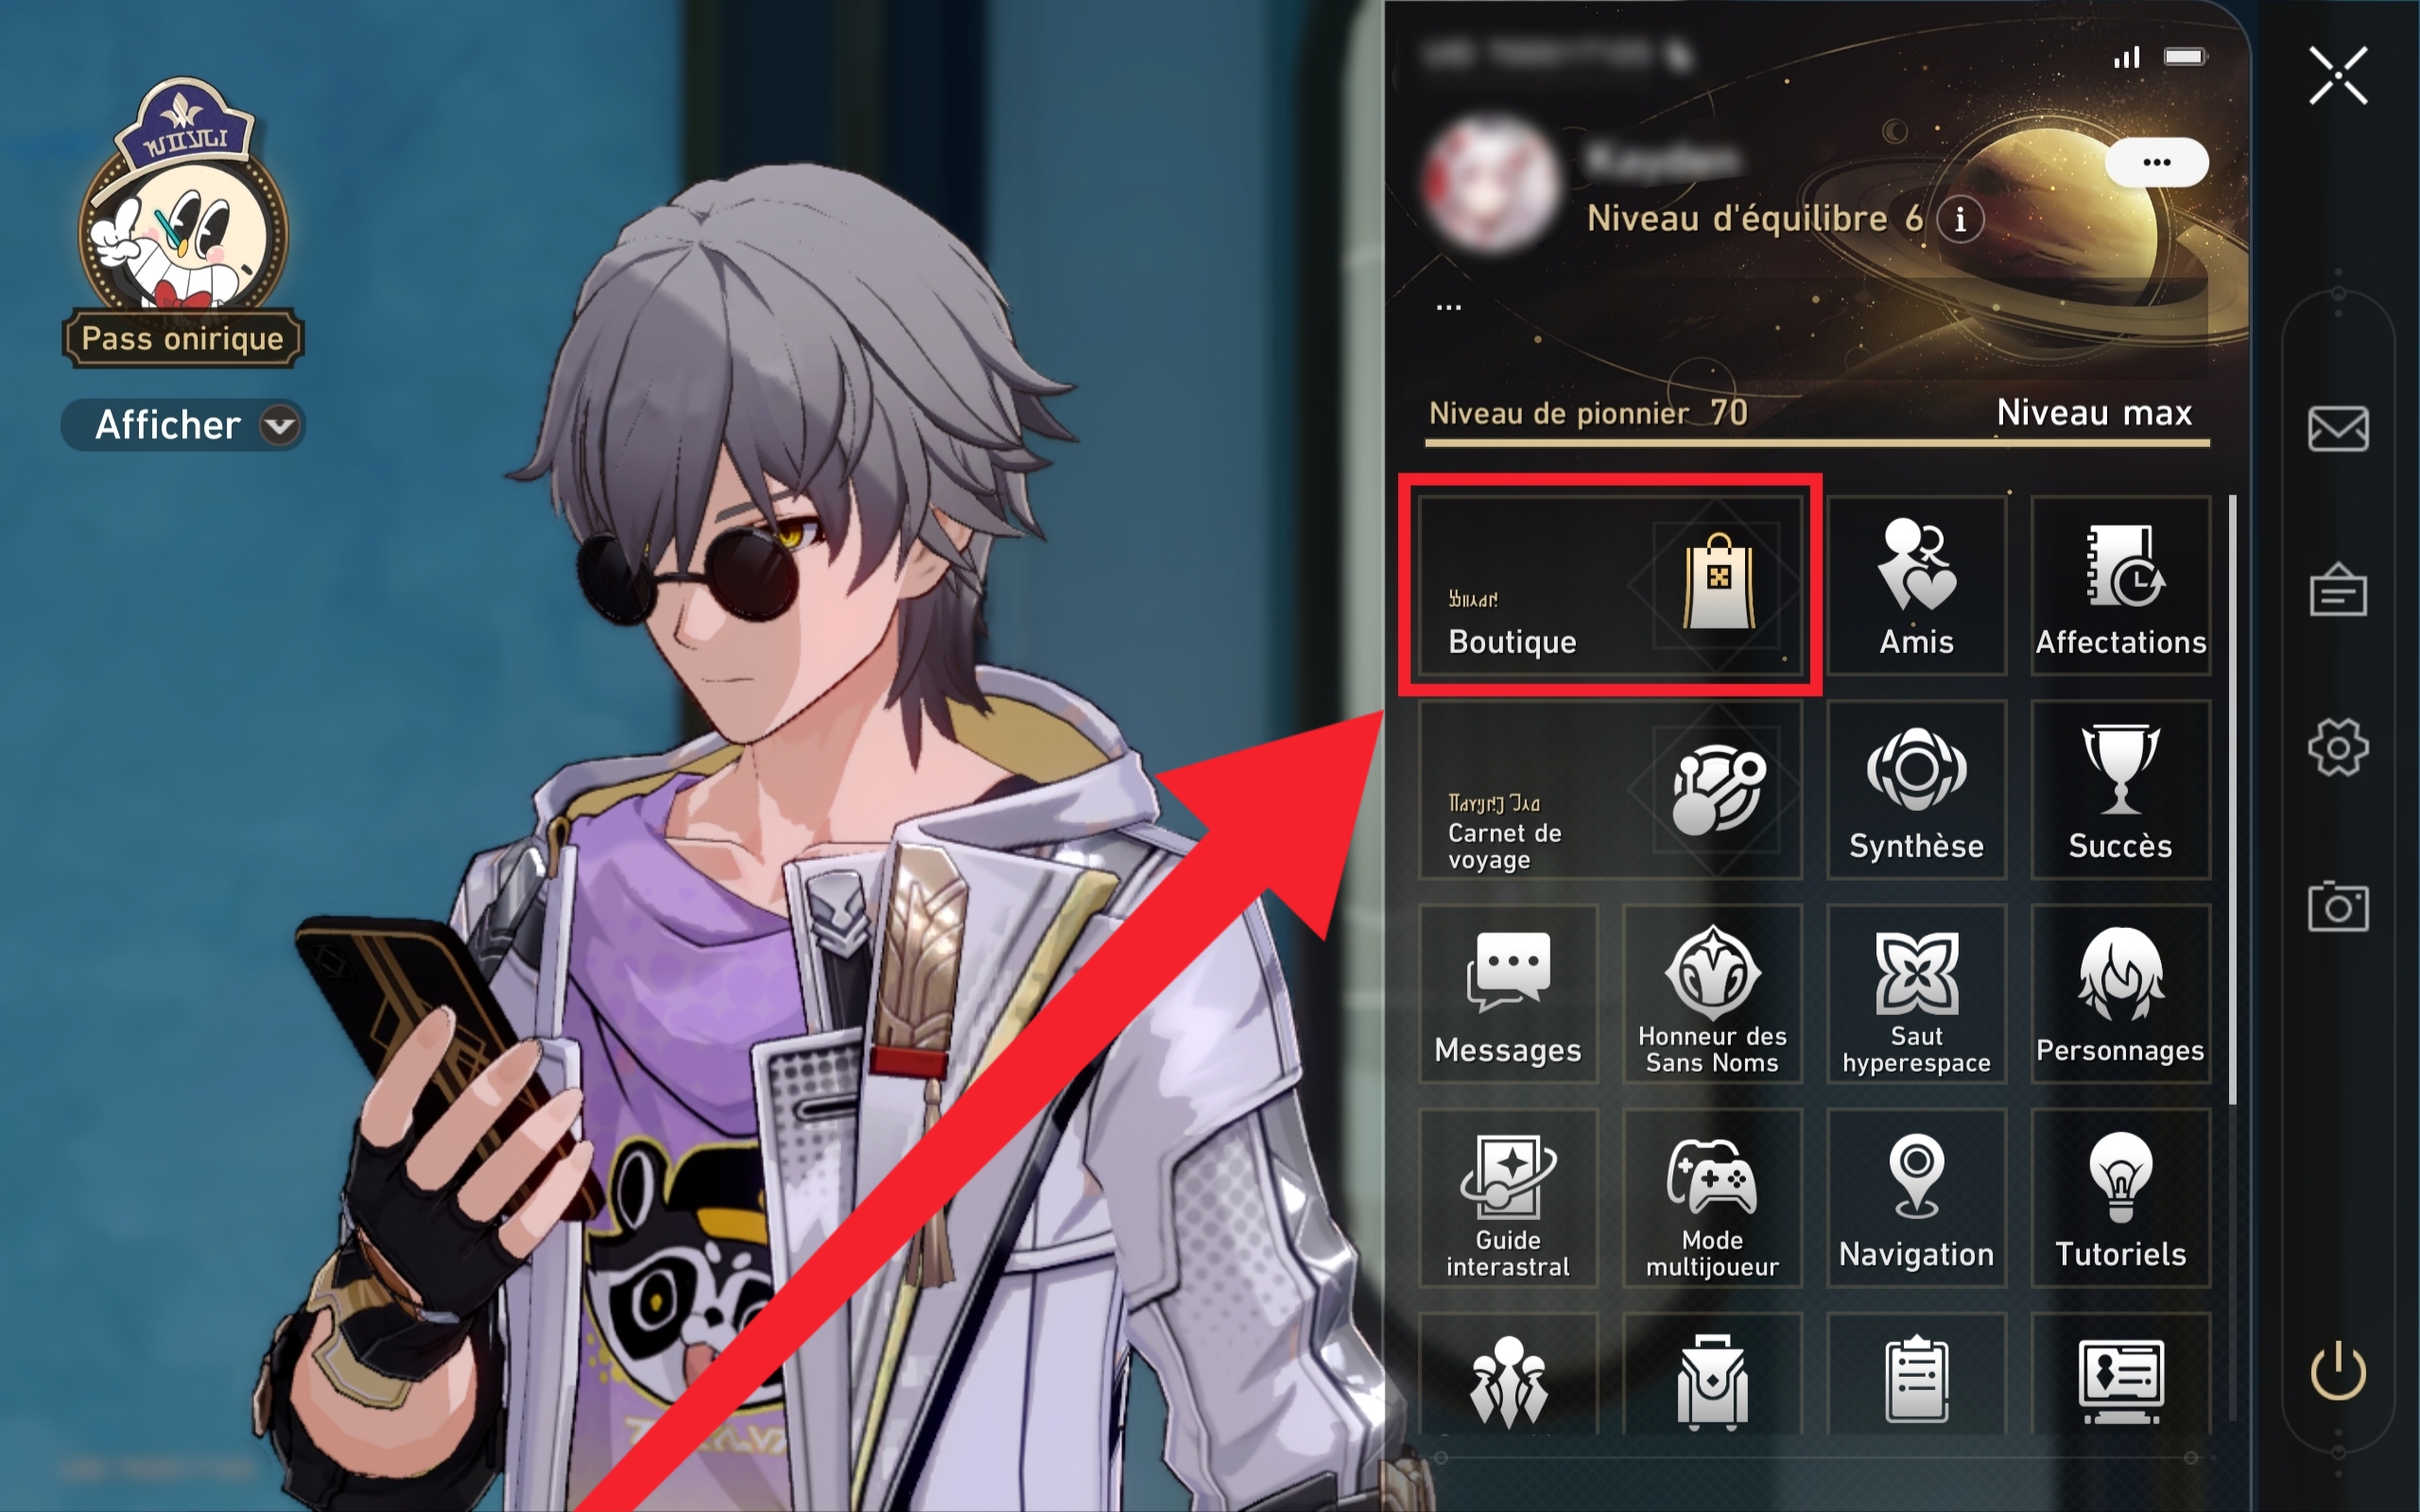 Pass onirique
Afficher
Niveau d'équilibre 6
...
Niveau de pionnier 70
Niveau max
Boutique
Amis
Affectations
Carnet de
voyage
Synthèse
Succès
Messages
Honneur des
Sans Noms
Saut
hyperespace
Personnages
Guide
interastral
Mode
multijoueur
Navigation
Tutoriels